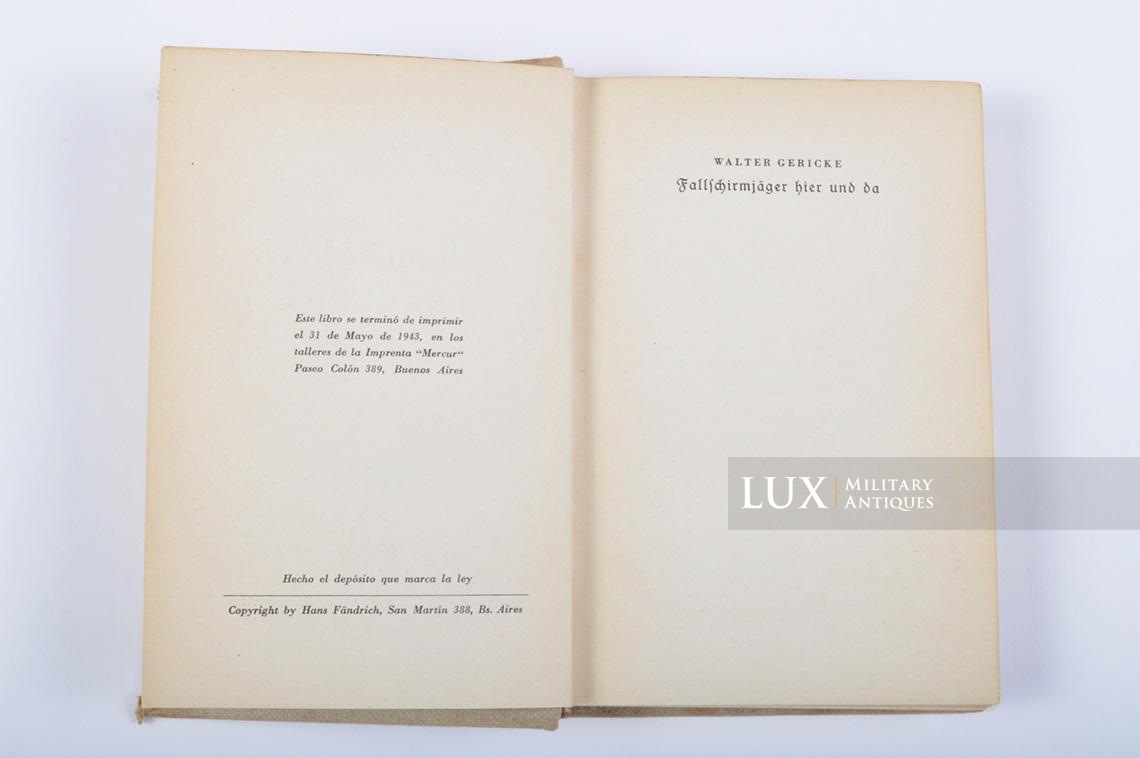 Este libro se terminó de imprimir
el 31 de Mayo de 1943, en los
talleres de la Imprenta “Mercur“
Paseo Colón 389, Buenos Aires
Hecho el depósito que marca la ley
Copyright by Hans Fändrich, San Martín 388, Bs. Aires
WALTER GERICKE
Fallſchirmjäger hier und da
LUX | MILITARY
ANTIQUES